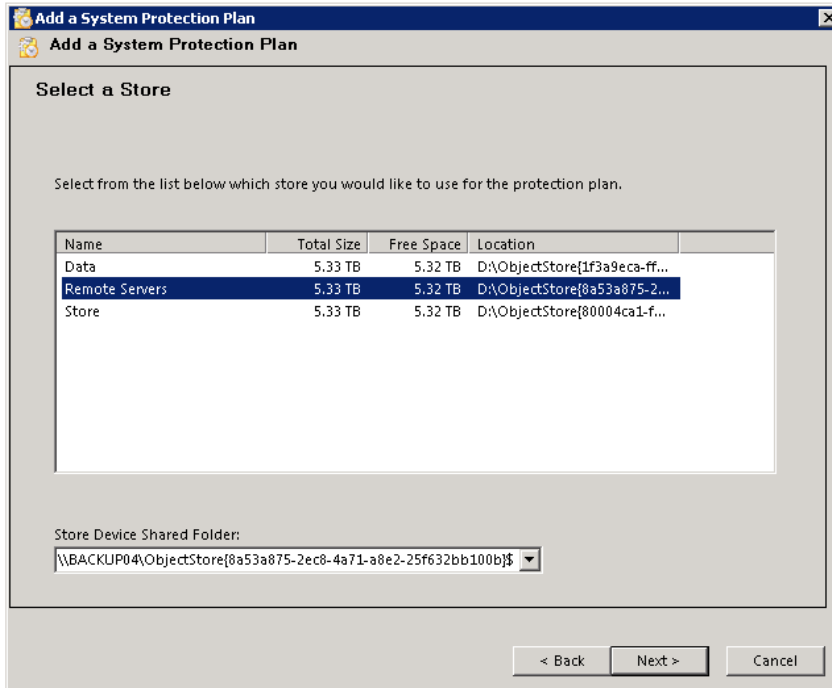 Add a System Protection Plan
Add a System Protection Plan
Select a Store
Select from the list below which store you would like to use for the protection plan.
Name Total Size Free Space Location
Data 5.33 TB 5.32 TB D:\ObjectStore{1f3a9eca-ff...
Remote Servers 5.33 TB 5.32 TB D:\ObjectStore{8a53a875-2...
Store 5.33 TB 5.32 TB D:\ObjectStore{80004ca1-f...
Store Device Shared Folder:
\\BACKUP04\ObjectStore{8a53a875-2ec8-4a71-a8e2-25f632bb100b}$
< Back Next > Cancel